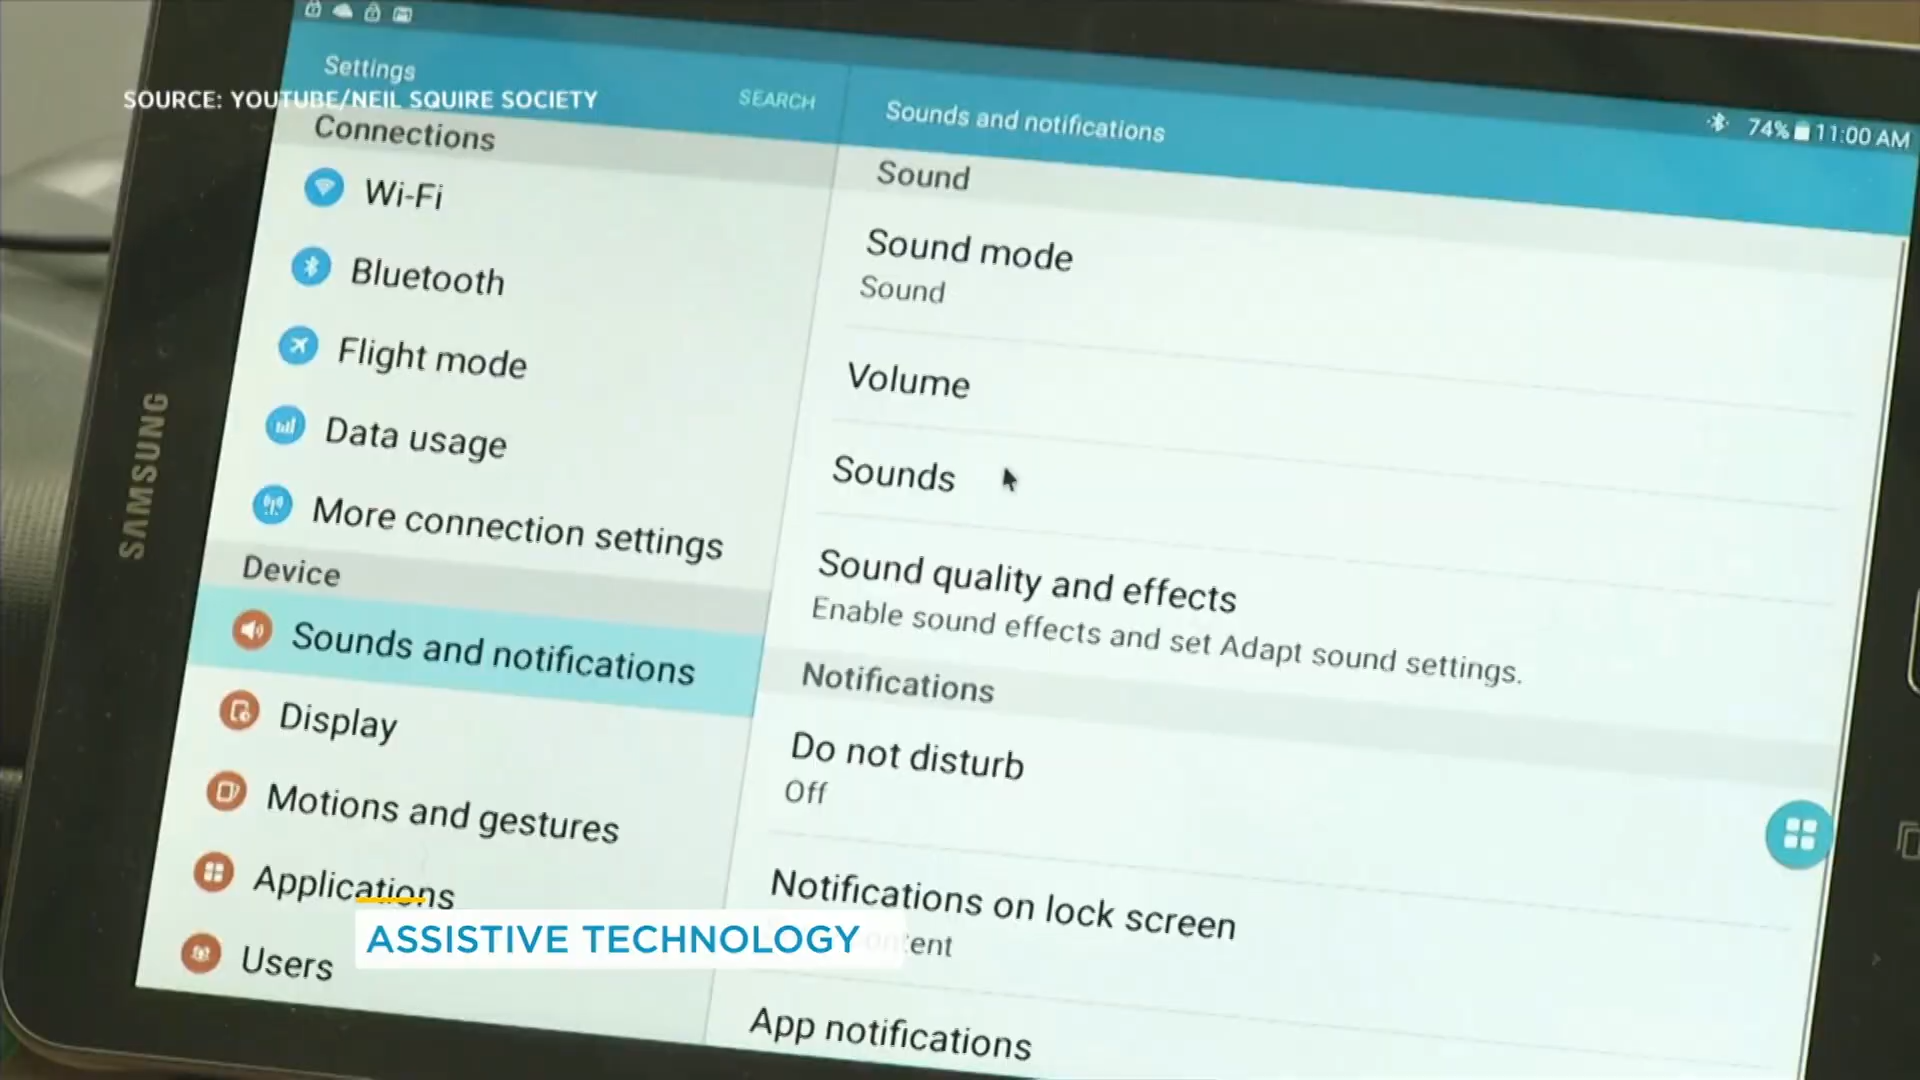 Settings
SOURCE: YOUTUBE/NEIL SQUIRE SOCIETY
SEARCH
Connections
Wi-Fi
Bluetooth
Flight mode
Data usage
More connection settings
Device
Sounds and notifications
Display
Motions and gestures
Applications
Users
SAMSUNG
Sounds and notifications
74% 11:00 AM
Sound
Sound mode
Sound
Volume
Sounds
Sound quality and effects
Enable sound effects and set Adapt sound settings.
Notifications
Do not disturb
Off
Notifications on lock screen
App notifications
ASSISTIVE TECHNOLOGY